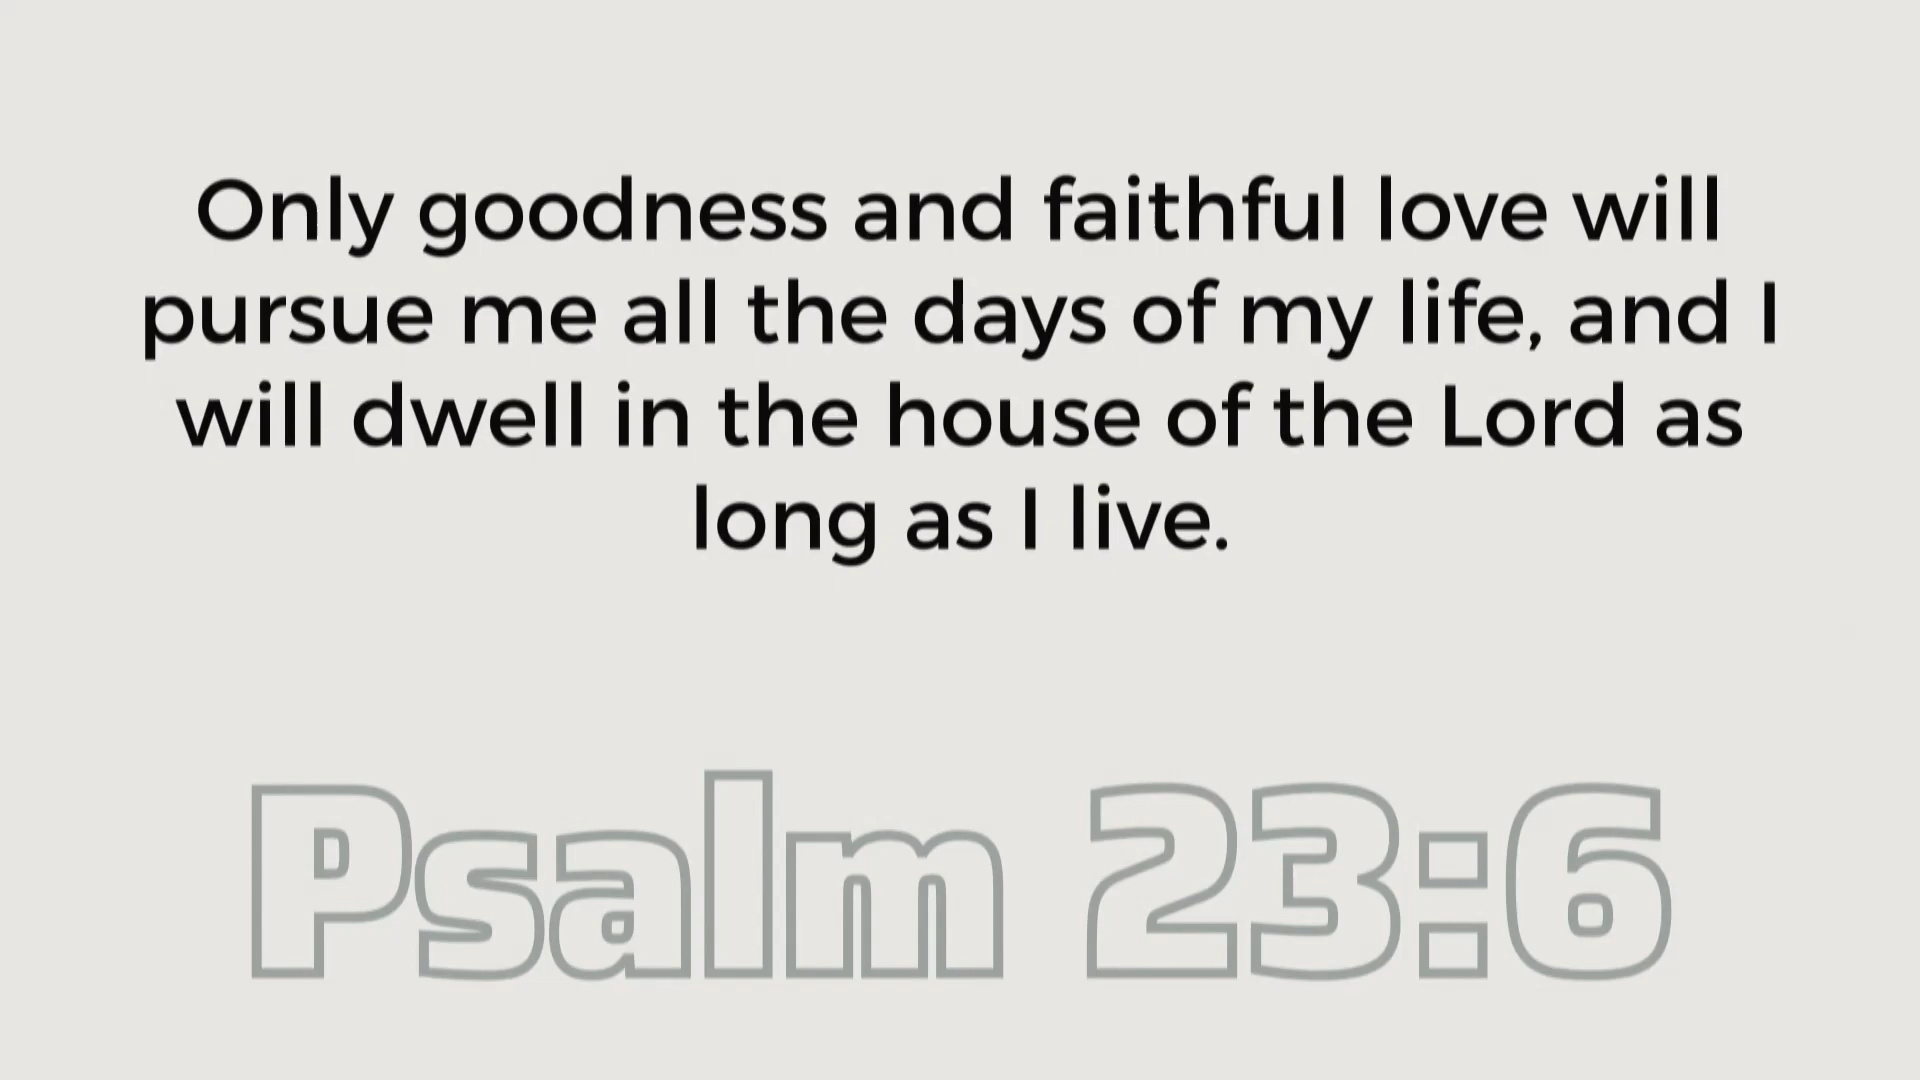 Only goodness and faithful love will
pursue me all the days of my life, and I
will dwell in the house of the Lord as
long as I live.
Psalm 23:6